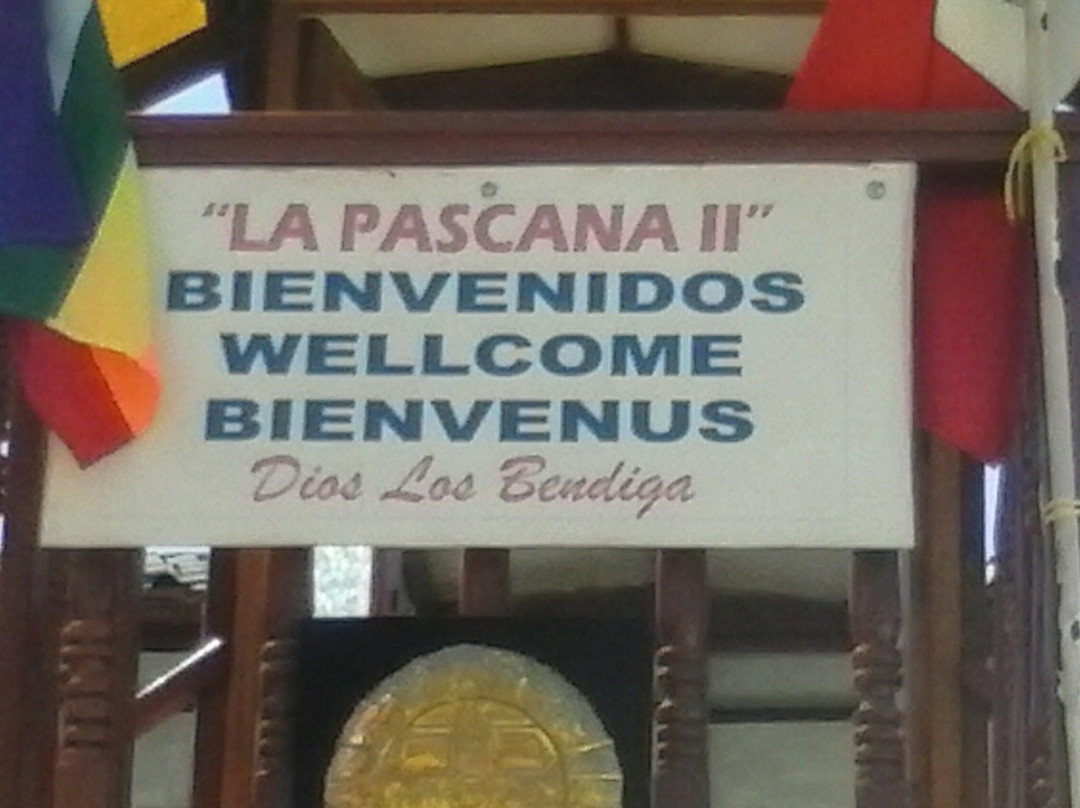 "LA PASCANA II"
BIENVENIDOS
WELLCOME
BIENVENUS
Dios Los Bendiga